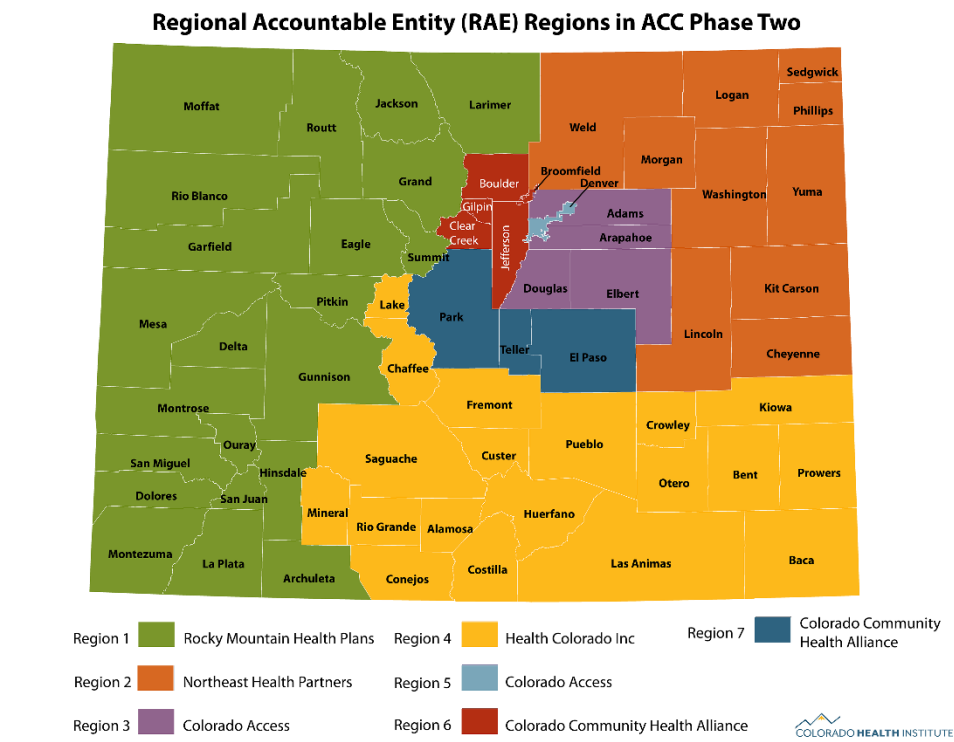 Regional Accountable Entity (RAE) Regions in ACC Phase Two
Moffat
Routt
Jackson
Larimer
Weld
Logan
Sedgwick
Phillips
Morgan
Washington
Yuma
Rio Blanco
Grand
Boulder
Broomfield
Denver
Gilpin
Clear
Creek
Jefferson
Adams
Arapahoe
Garfield
Eagle
Summit
Douglas
Elbert
Kit Carson
Pitkin
Lake
Park
Mesa
Delta
Lincoln
Cheyenne
Teller
El Paso
Gunnison
Chaffee
Montrose
Fremont
Crowley
Kiowa
Ouray
Pueblo
San Miguel
Hinsdale
Saguache
Custer
Otero
Bent
Prowers
Dolores
San Juan
Mineral
Rio Grande
Alamosa
Huerfano
Montezuma
La Plata
Archuleta
Conejos
Costilla
Las Animas
Baca
Region 1 Rocky Mountain Health Plans
Region 2 Northeast Health Partners
Region 3 Colorado Access
Region 4 Health Colorado Inc
Region 5 Colorado Access
Region 6 Colorado Community Health Alliance
Region 7 Colorado Community
Health Alliance
COLORADO HEALTH INSTITUTE